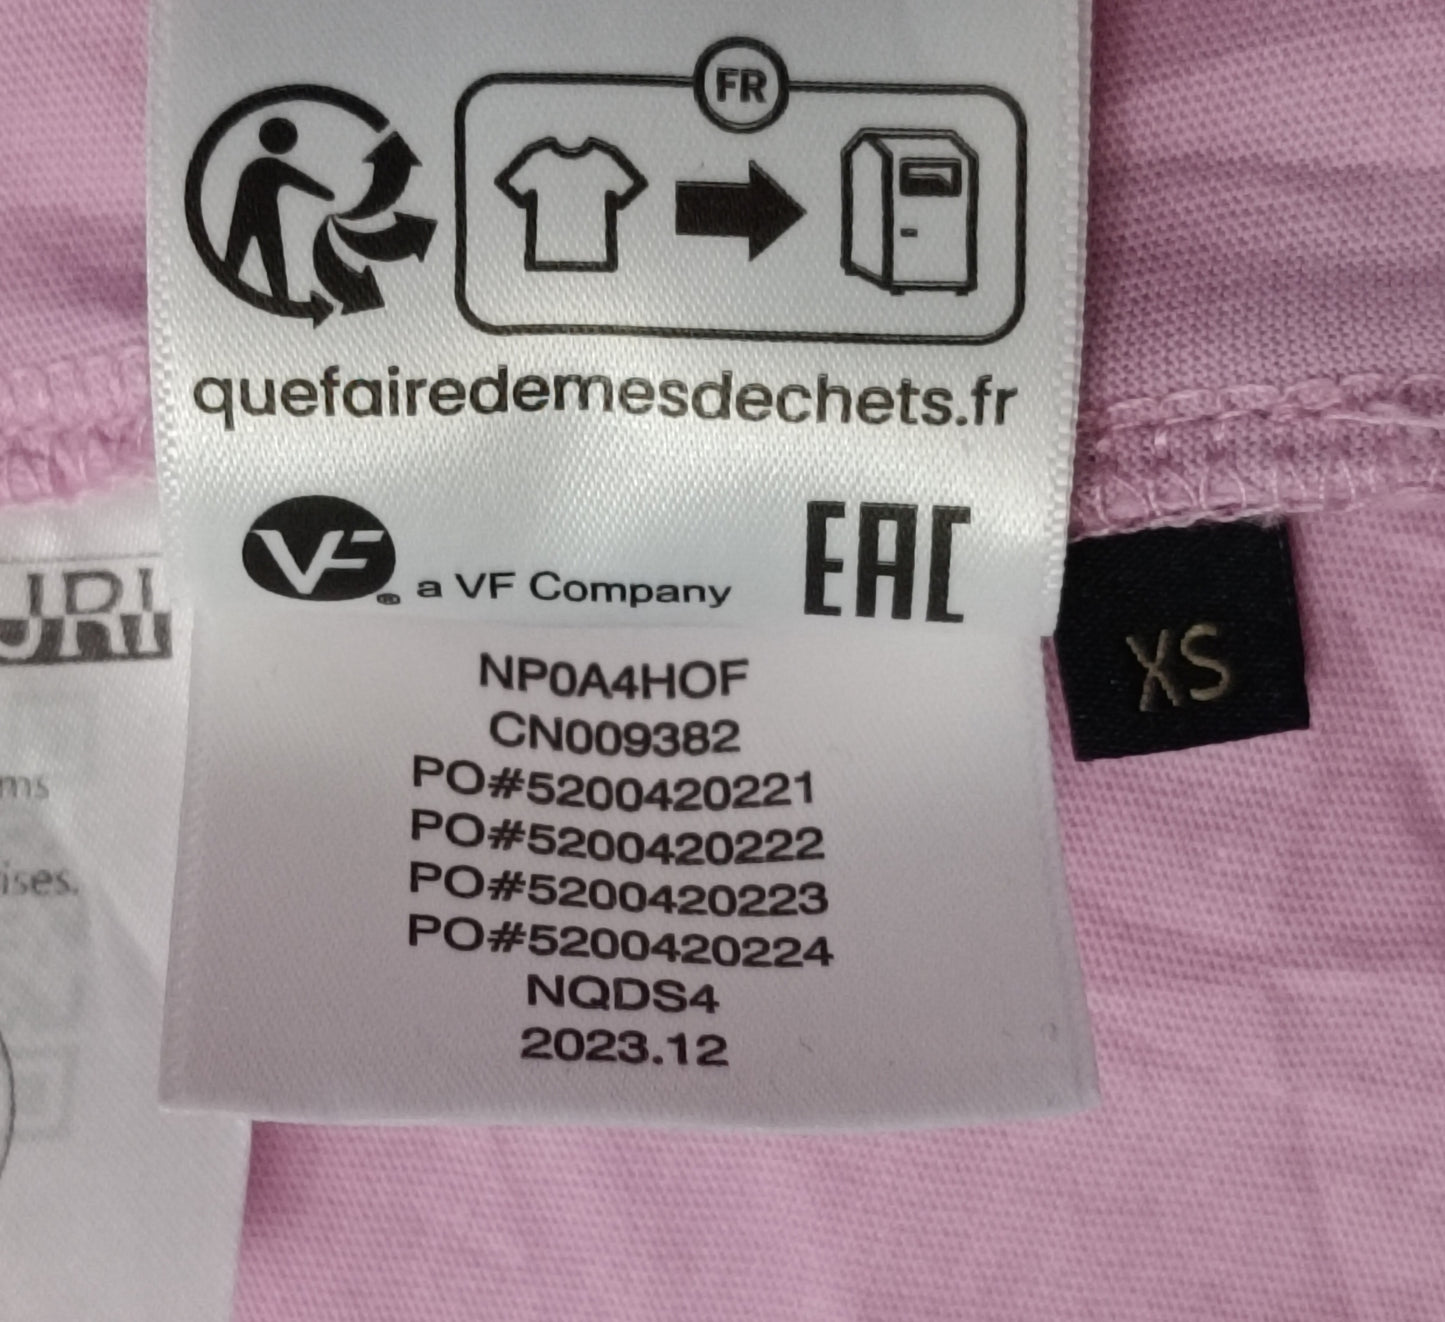 FR
quefairedemesdechets.fr
VF® a VF Company EAC
NP0A4HOF
CN009382
PO#5200420221
PO#5200420222
PO#5200420223
PO#5200420224
NQDS4
2023.12
XS